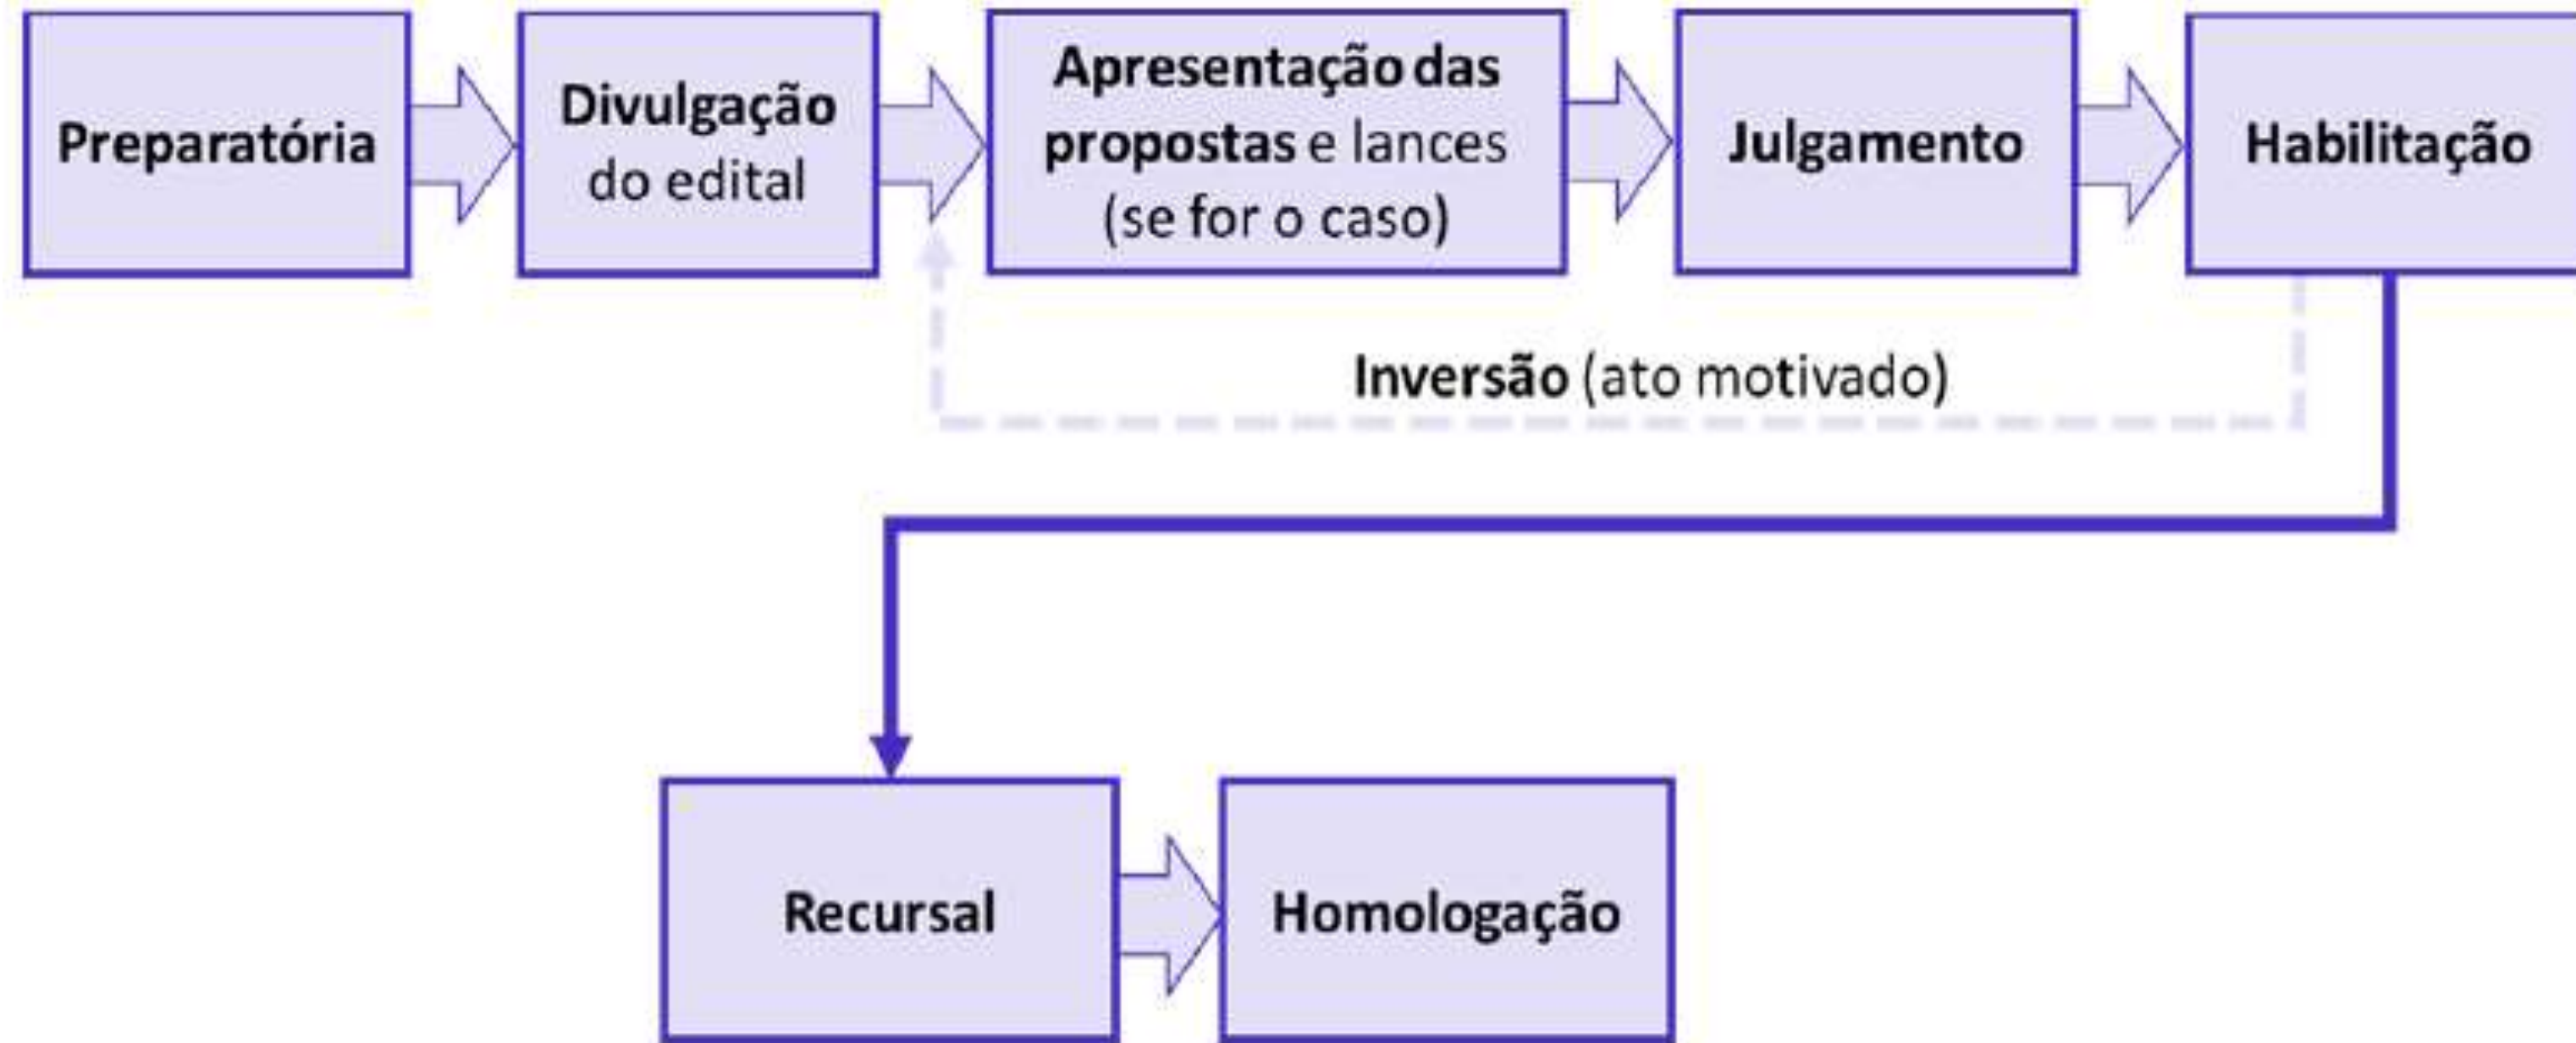 Preparatória
Divulgação
do edital
Apresentação das
propostas e lances
(se for o caso)
Julgamento
Habilitação
Inversão (ato motivado)
Recursal
Homologação